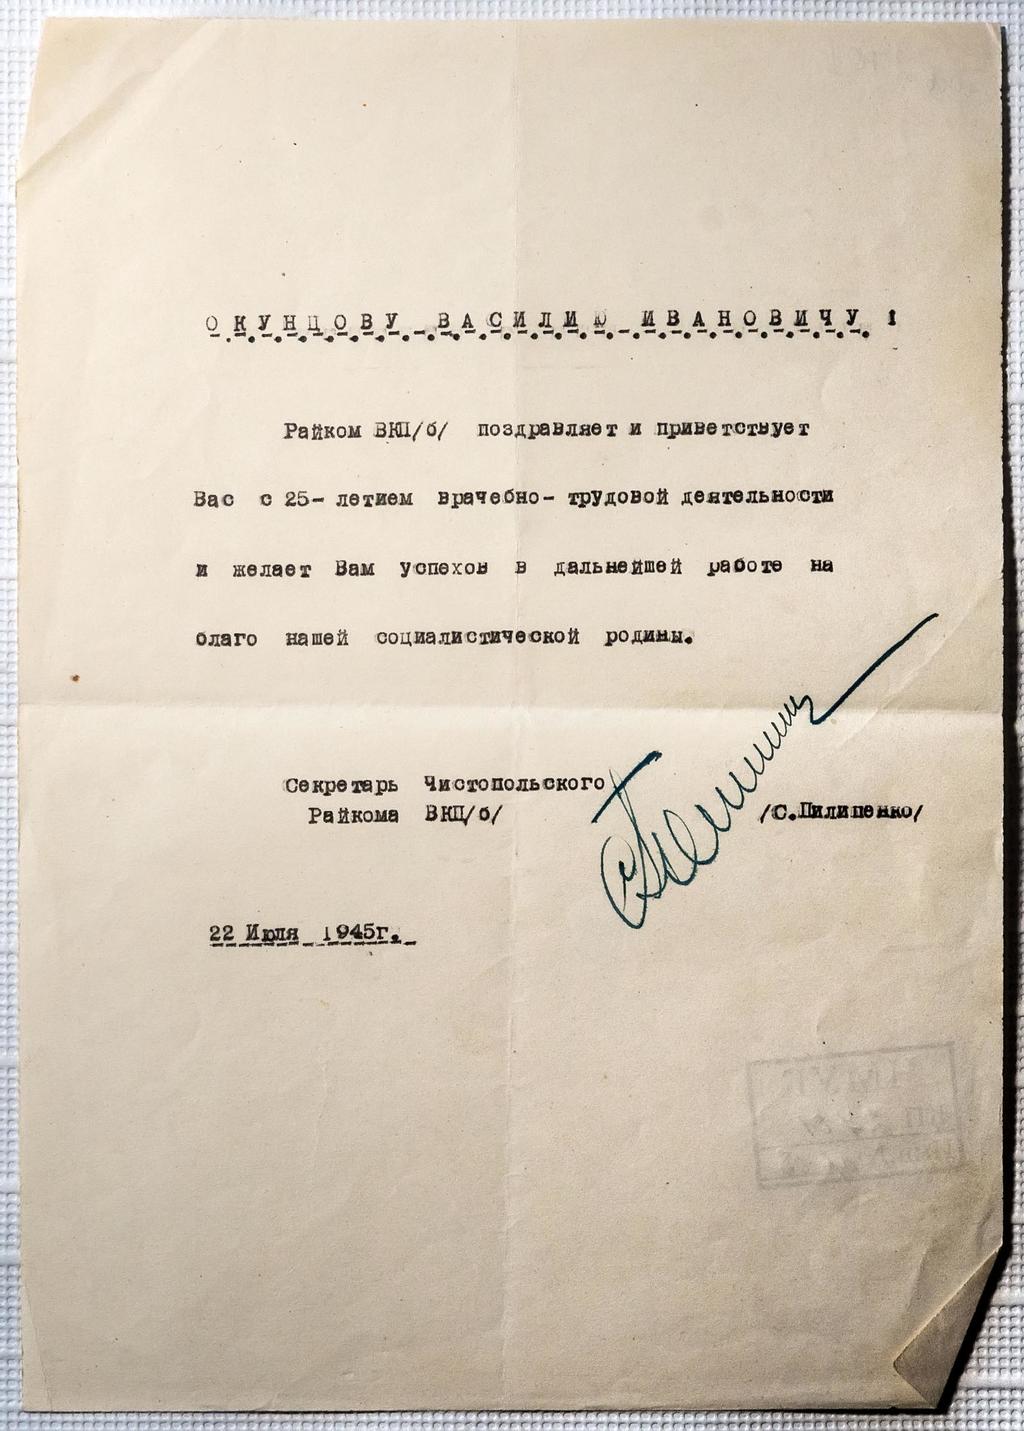 ОКУНЦОВУ ВАСИЛИЮ ИВАНОВИЧУ !
Райком ВКП/б/ поздравляет и приветствует
Вас с 25- летием врачебно- трудовой деятельности
и желает Вам успехов в дальнейшей работе на
благо нашей социалистической родины.
Секретарь Чистопольского
Райкома ВКП/б/ /С.Пилипенко/
22 Июля 1945г.